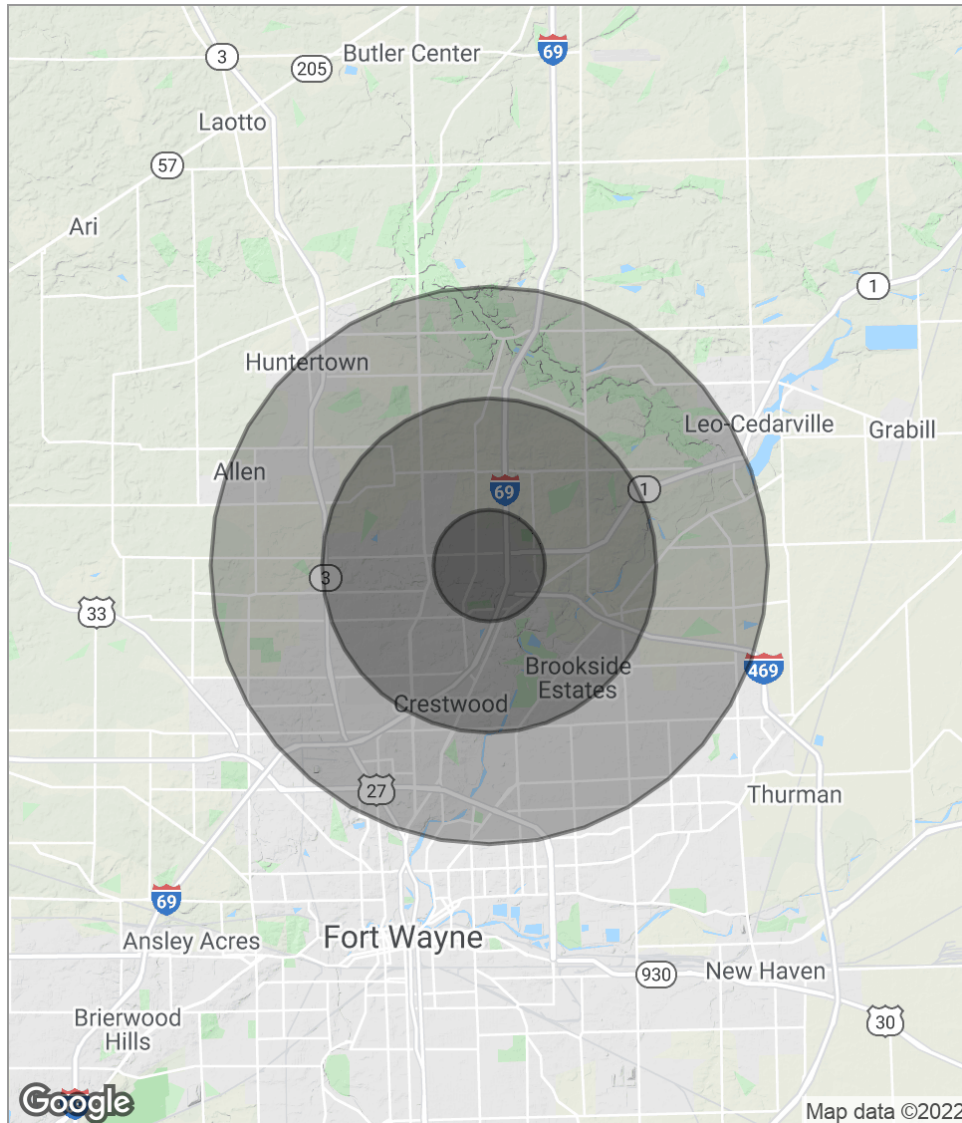 Butler Center
69
3
205
Laotto
57
Ari
1
Huntertown
Leo-Cedarville
Grabill
Allen
69
1
3
33
Brookside
Estates
469
Crestwood
27
Thurman
69
Fort Wayne
Ansley Acres
New Haven
930
Brierwood
Hills
30
Google
Map data ©2022